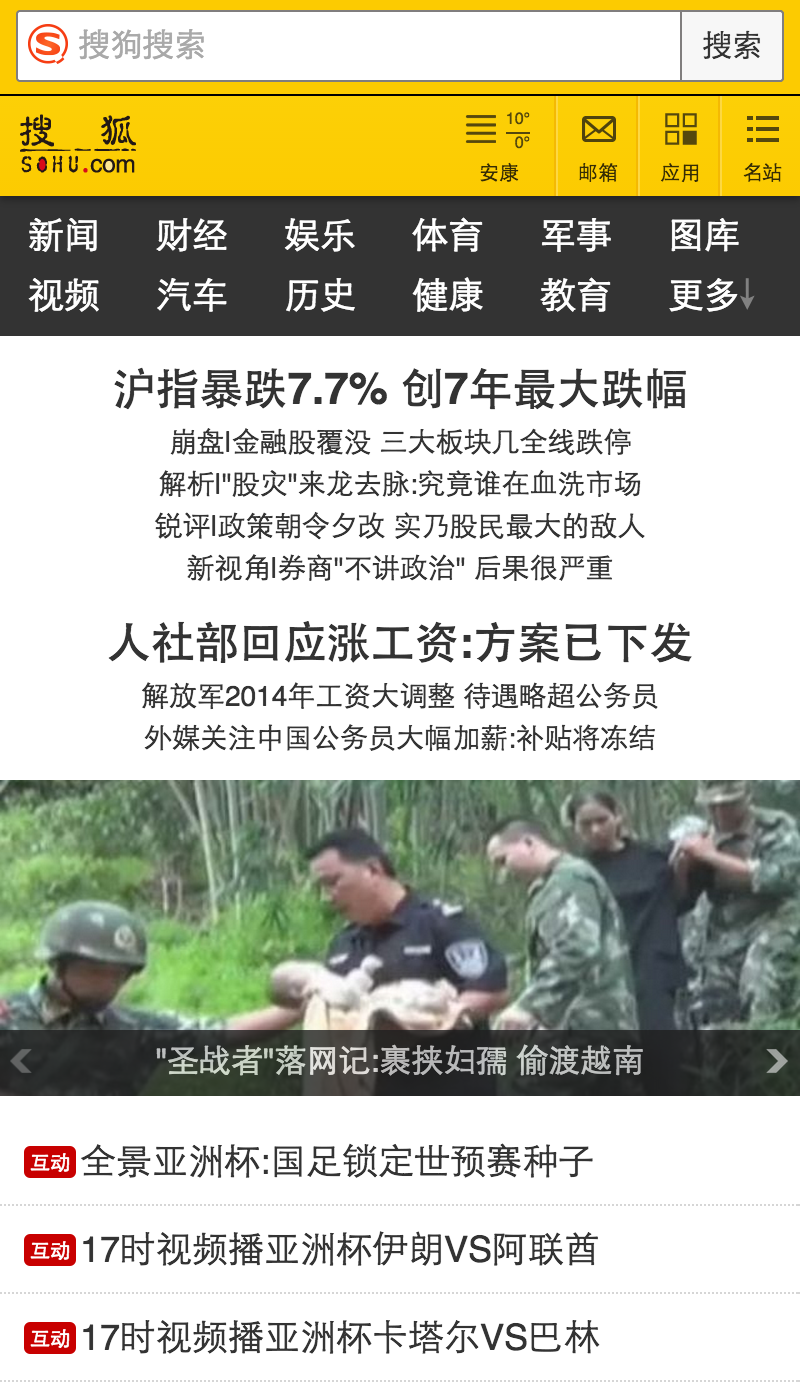 搜狗搜索
搜索
搜狐
SOHU.com
10°
0°
安康
邮箱
应用
名站
新闻 财经 娱乐 体育 军事 图库
视频 汽车 历史 健康 教育 更多↓
沪指暴跌7.7% 创7年最大跌幅
崩盘|金融股覆没 三大板块几全线跌停
解析|"股灾"来龙去脉:究竟谁在血洗市场
锐评|政策朝令夕改 实乃股民最大的敌人
新视角|券商"不讲政治" 后果很严重
人社部回应涨工资:方案已下发
解放军2014年工资大调整 待遇略超公务员
外媒关注中国公务员大幅加薪:补贴将冻结
"圣战者"落网记:裹挟妇孺 偷渡越南
互动 全景亚洲杯:国足锁定世预赛种子
互动 17时视频播亚洲杯伊朗VS阿联酋
互动 17时视频播亚洲杯卡塔尔VS巴林